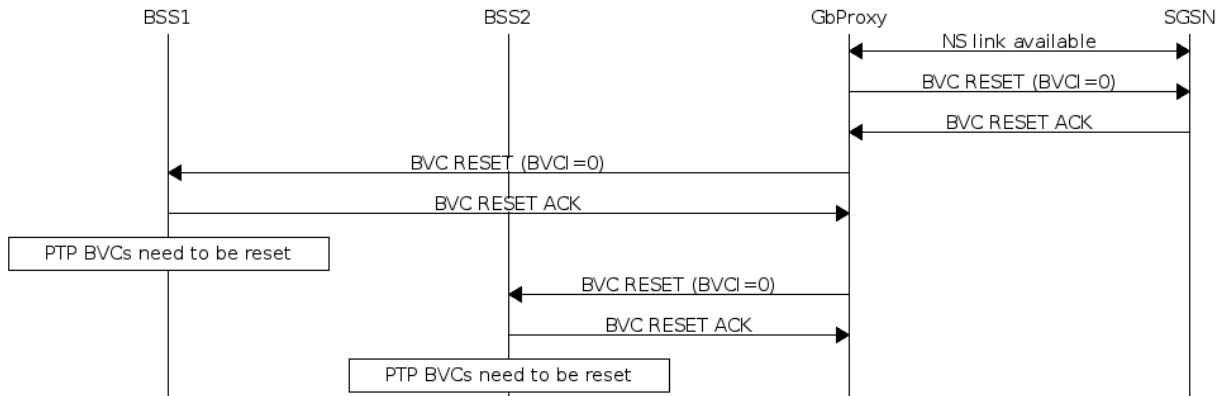 BSS1 BSS2 GbProxy SGSN
NS link available
BVC RESET (BVCI=0)
BVC RESET ACK
BVC RESET (BVCI=0)
BVC RESET ACK
PTP BVCs need to be reset
BVC RESET (BVCI=0)
BVC RESET ACK
PTP BVCs need to be reset